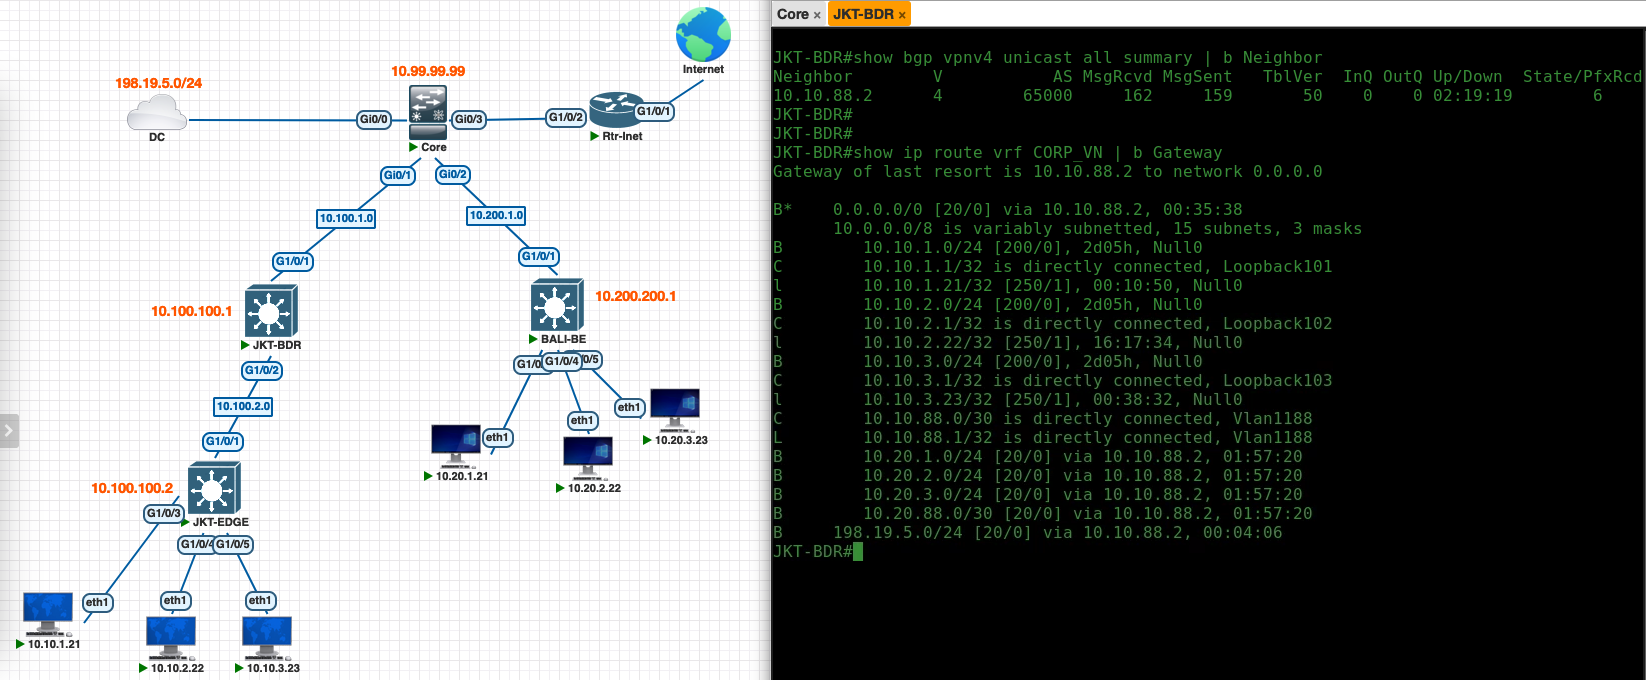 Internet
10.99.99.99
198.19.5.0/24
DC
Gi0/0
Gi0/3
G1/0/2
G1/0/1
Rtr-Inet
Core
Gi0/1
Gi0/2
10.100.1.0
10.200.1.0
G1/0/1
G1/0/1
10.100.100.1
10.200.200.1
JKT-BDR
BALI-BE
G1/0/2
G1/0/4
0/5
10.100.2.0
eth1
eth1
eth1
10.20.1.21
10.20.2.22
10.20.3.23
G1/0/1
10.100.100.2
JKT-EDGE
G1/0/3
G1/0/4
G1/0/5
eth1
eth1
eth1
10.10.1.21
10.10.2.22
10.10.3.23
Core × JKT-BDR ×
JKT-BDR#show bgp vpnv4 unicast all summary | b Neighbor
Neighbor V AS MsgRcvd MsgSent TblVer InQ OutQ Up/Down State/PfxRcd
10.10.88.2 4 65000 162 159 50 0 0 02:19:19 6
JKT-BDR#
JKT-BDR#
JKT-BDR#show ip route vrf CORP_VN | b Gateway
Gateway of last resort is 10.10.88.2 to network 0.0.0.0
B* 0.0.0.0/0 [20/0] via 10.10.88.2, 00:35:38
10.0.0.0/8 is variably subnetted, 15 subnets, 3 masks
B 10.10.1.0/24 [200/0], 2d05h, Null0
C 10.10.1.1/32 is directly connected, Loopback101
l 10.10.1.21/32 [250/1], 00:10:50, Null0
B 10.10.2.0/24 [200/0], 2d05h, Null0
C 10.10.2.1/32 is directly connected, Loopback102
l 10.10.2.22/32 [250/1], 16:17:34, Null0
B 10.10.3.0/24 [200/0], 2d05h, Null0
C 10.10.3.1/32 is directly connected, Loopback103
l 10.10.3.23/32 [250/1], 00:38:32, Null0
C 10.10.88.0/30 is directly connected, Vlan1188
L 10.10.88.1/32 is directly connected, Vlan1188
B 10.20.1.0/24 [20/0] via 10.10.88.2, 01:57:20
B 10.20.2.0/24 [20/0] via 10.10.88.2, 01:57:20
B 10.20.3.0/24 [20/0] via 10.10.88.2, 01:57:20
B 10.20.88.0/30 [20/0] via 10.10.88.2, 01:57:20
B 198.19.5.0/24 [20/0] via 10.10.88.2, 00:04:06
JKT-BDR#